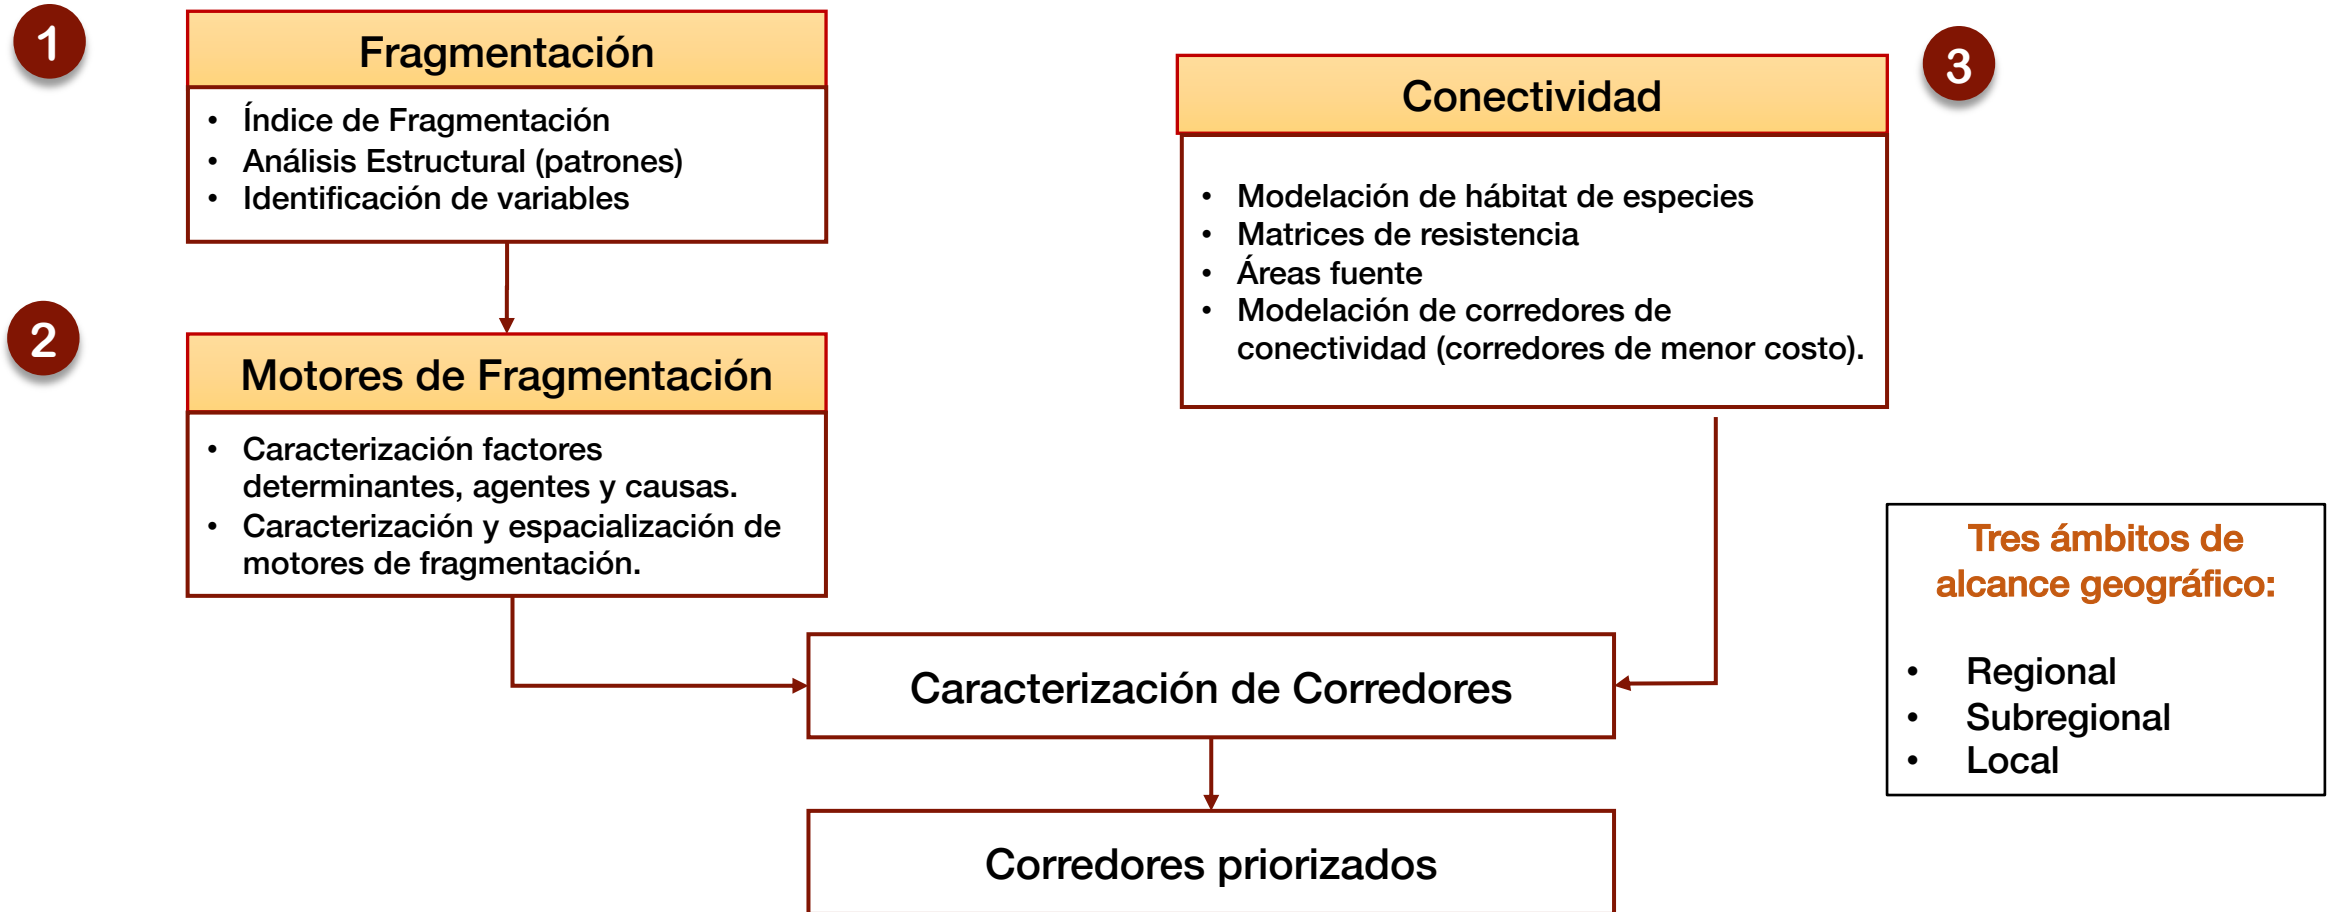 1
Fragmentación
• Índice de Fragmentación
• Análisis Estructural (patrones)
• Identificación de variables
2
Motores de Fragmentación
• Caracterización factores
determinantes, agentes y causas.
• Caracterización y espacialización de
motores de fragmentación.
3
Conectividad
• Modelación de hábitat de especies
• Matrices de resistencia
• Áreas fuente
• Modelación de corredores de
conectividad (corredores de menor costo).
Caracterización de Corredores
Corredores priorizados
Tres ámbitos de
alcance geográfico:
• Regional
• Subregional
• Local